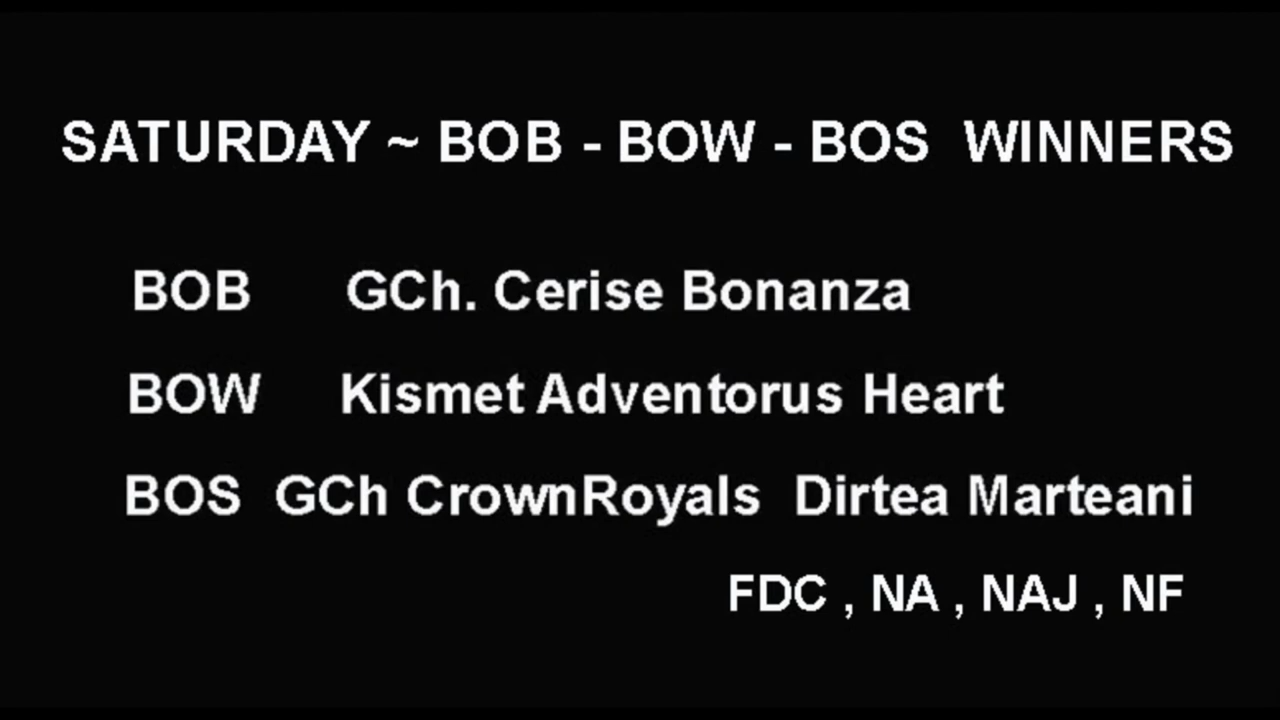 SATURDAY ~ BOB - BOW - BOS WINNERS
BOB GCh. Cerise Bonanza
BOW Kismet Adventorus Heart
BOS GCh CrownRoyals Dirtea Marteani
FDC , NA , NAJ , NF